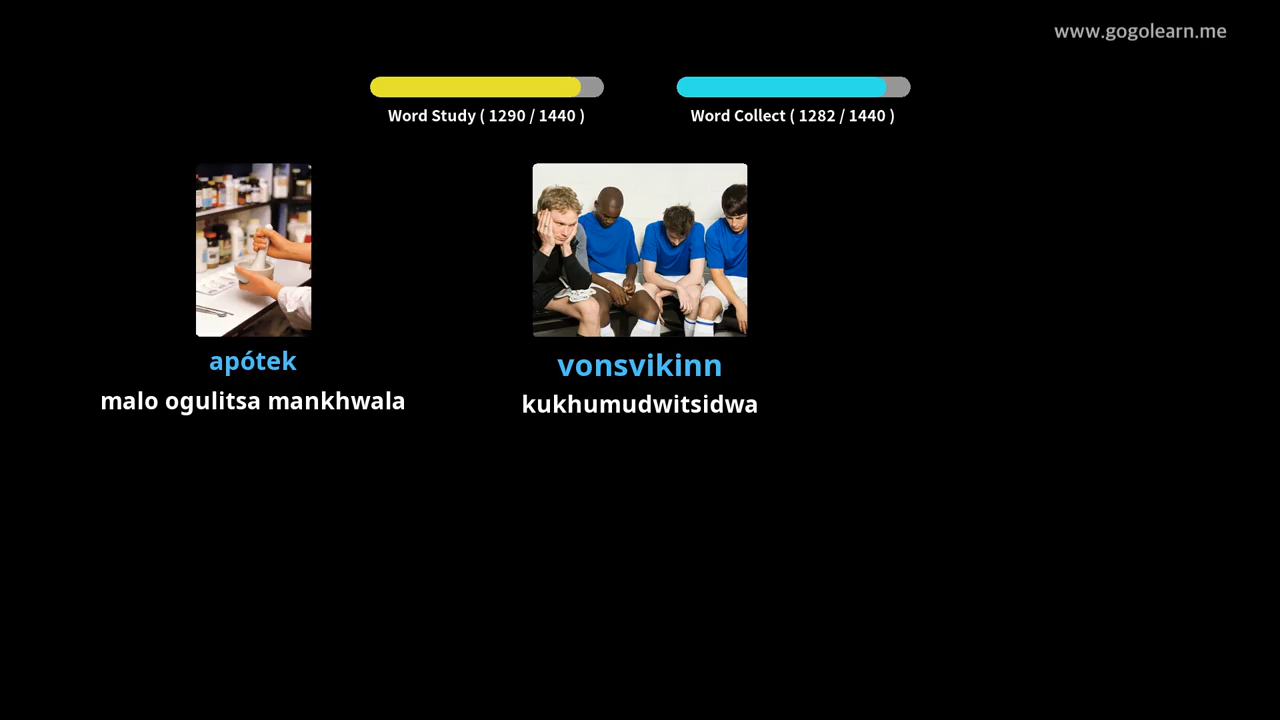 www.gogolearn.me
Word Study ( 1290 / 1440 )
Word Collect ( 1282 / 1440 )
apótek
malo ogulitsa mankhwala
vonsvikinn
kukhumudwitsidwa